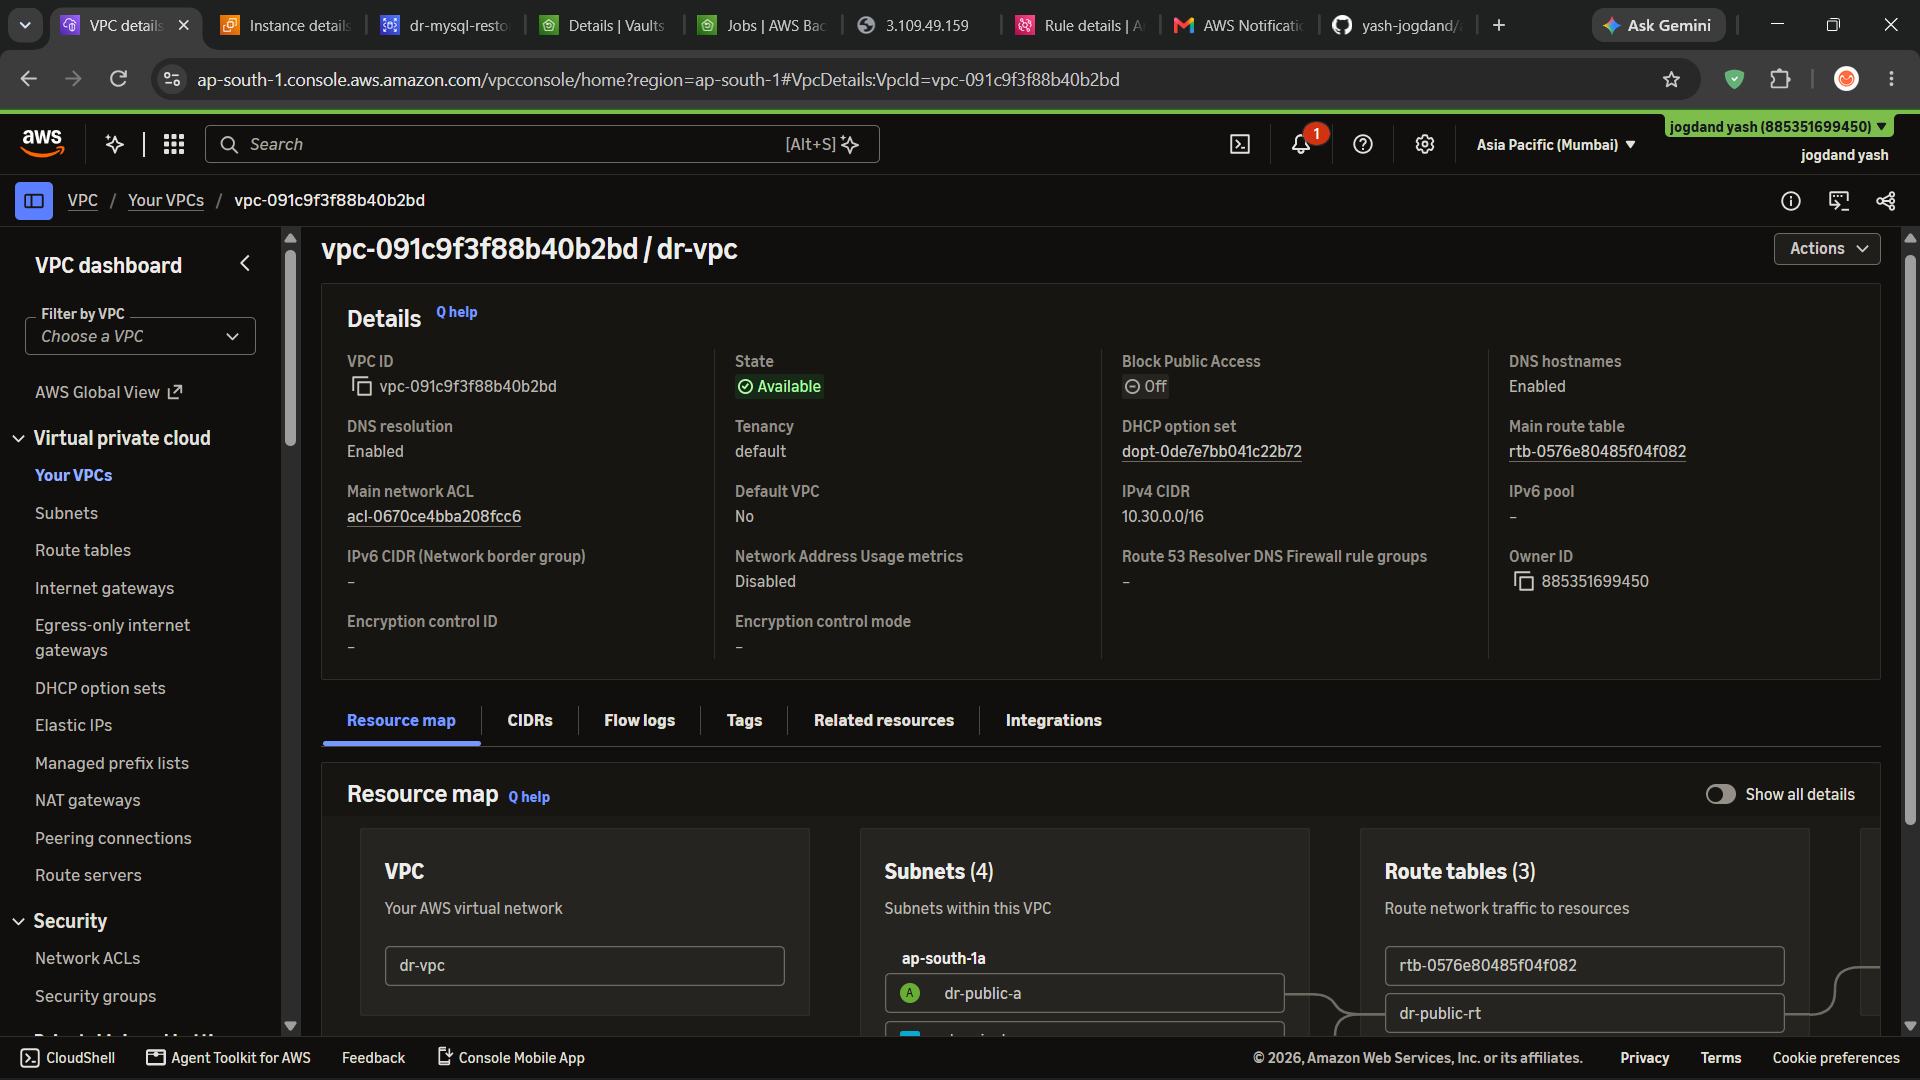 VPC details
Instance details
dr-mysql-resto
Details | Vaults
Jobs | AWS Bac
3.109.49.159
Rule details | A
AWS Notificatio
yash-jogdand/
Ask Gemini
ap-south-1.console.aws.amazon.com/vpcconsole/home?region=ap-south-1#VpcDetails:VpcId=vpc-091c9f3f88b40b2bd
aws
Search
[Alt+S]
1
Asia Pacific (Mumbai)
jogdand yash (885351699450)
jogdand yash
VPC / Your VPCs / vpc-091c9f3f88b40b2bd
VPC dashboard
Filter by VPC
Choose a VPC
AWS Global View
Virtual private cloud
Your VPCs
Subnets
Route tables
Internet gateways
Egress-only internet
gateways
DHCP option sets
Elastic IPs
Managed prefix lists
NAT gateways
Peering connections
Route servers
Security
Network ACLs
Security groups
vpc-091c9f3f88b40b2bd / dr-vpc
Actions
Details
Q help
VPC ID
vpc-091c9f3f88b40b2bd
State
Available
Block Public Access
Off
DNS hostnames
Enabled
DNS resolution
Enabled
Tenancy
default
DHCP option set
dopt-0de7e7bb041c22b72
Main route table
rtb-0576e80485f04f082
Main network ACL
acl-0670ce4bba208fcc6
Default VPC
No
IPv4 CIDR
10.30.0.0/16
IPv6 pool
–
IPv6 CIDR (Network border group)
–
Network Address Usage metrics
Disabled
Route 53 Resolver DNS Firewall rule groups
–
Owner ID
885351699450
Encryption control ID
–
Encryption control mode
–
Resource map
CIDRs
Flow logs
Tags
Related resources
Integrations
Resource map
Q help
Show all details
VPC
Your AWS virtual network
dr-vpc
Subnets (4)
Subnets within this VPC
ap-south-1a
A
dr-public-a
Route tables (3)
Route network traffic to resources
rtb-0576e80485f04f082
dr-public-rt
CloudShell
Agent Toolkit for AWS
Feedback
Console Mobile App
© 2026, Amazon Web Services, Inc. or its affiliates.
Privacy
Terms
Cookie preferences